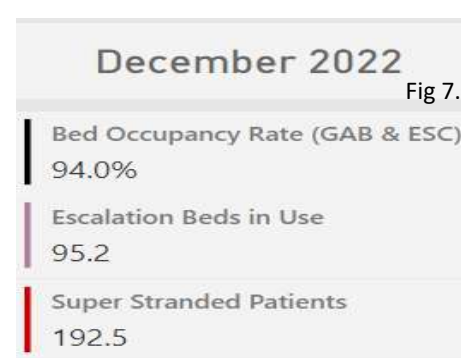 December 2022
Fig 7.
Bed Occupancy Rate (GAB & ESC)
94.0%
Escalation Beds in Use
95.2
Super Stranded Patients
192.5